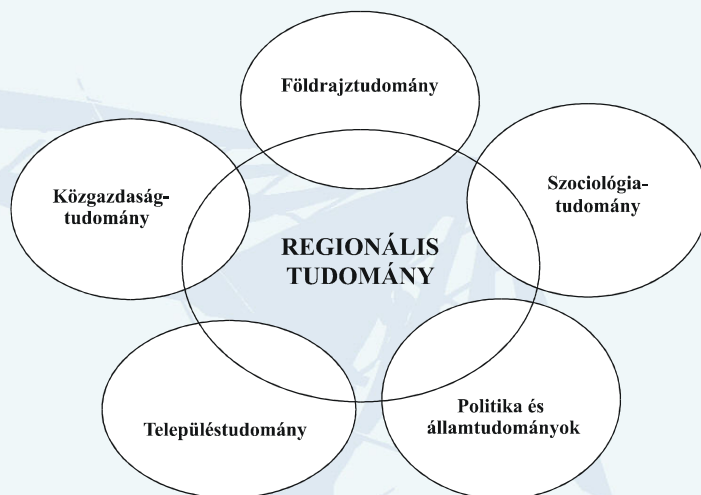 Földrajztudomány
Közgazdaság-
tudomány
Szociológia-
tudomány
REGIONÁLIS
TUDOMÁNY
Településtudomány
Politika és
államtudományok